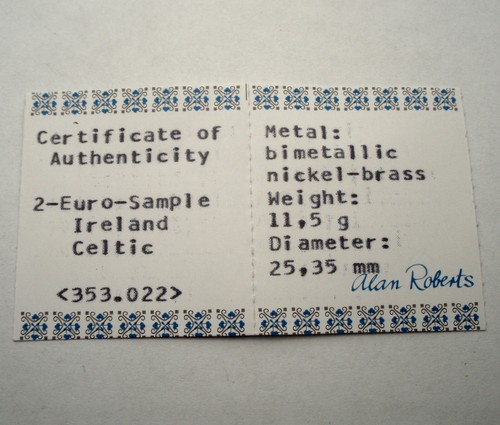 Certificate of
Authenticity
2-Euro-Sample
Ireland
Celtic
<353.022>
Metal:
bimetallic
nickel-brass
Weight:
11,5 g
Diameter:
25,35 mm
Alan Roberts